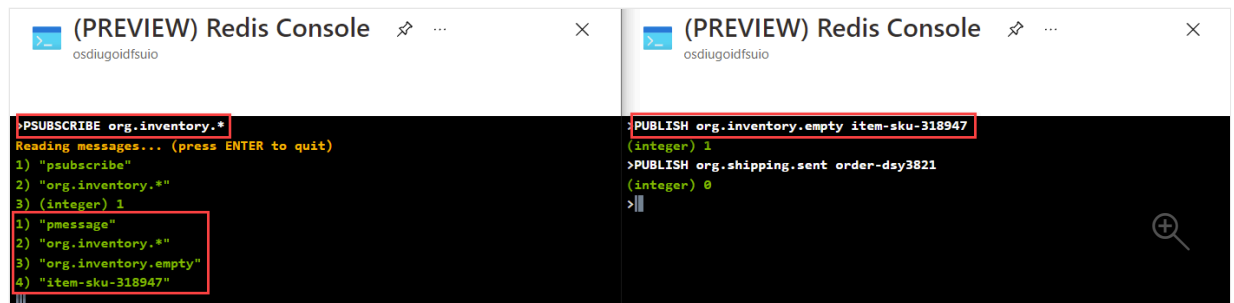 (PREVIEW) Redis Console
osdiugoidfsuio
>PSUBSCRIBE org.inventory.*
Reading messages... (press ENTER to quit)
1) "psubscribe"
2) "org.inventory.*"
3) (integer) 1
1) "pmessage"
2) "org.inventory.*"
3) "org.inventory.empty"
4) "item-sku-318947"
(PREVIEW) Redis Console
osdiugoidfsuio
>PUBLISH org.inventory.empty item-sku-318947
(integer) 1
>PUBLISH org.shipping.sent order-dsy3821
(integer) 0
>